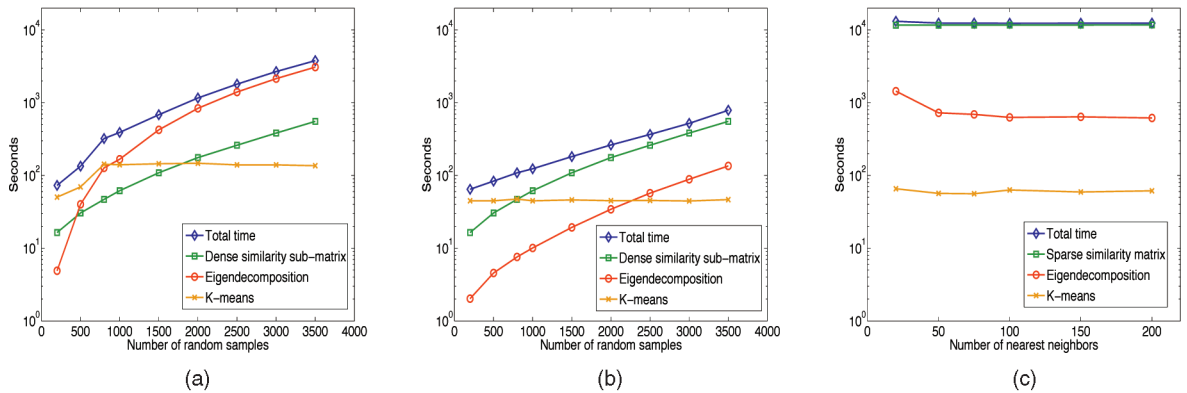 10^4
10^3
10^2
10^1
10^0
Seconds
Total time
Dense similarity sub-matrix
Eigendecomposition
K-means
0 500 1000 1500 2000 2500 3000 3500 4000
Number of random samples
(a)
10^4
10^3
10^2
10^1
10^0
Seconds
Total time
Dense similarity sub-matrix
Eigendecomposition
K-means
0 500 1000 1500 2000 2500 3000 3500 4000
Number of random samples
(b)
10^4
10^3
10^2
10^1
10^0
Seconds
Total time
Sparse similarity matrix
Eigendecomposition
K-means
0 50 100 150 200
Number of nearest neighbors
(c)